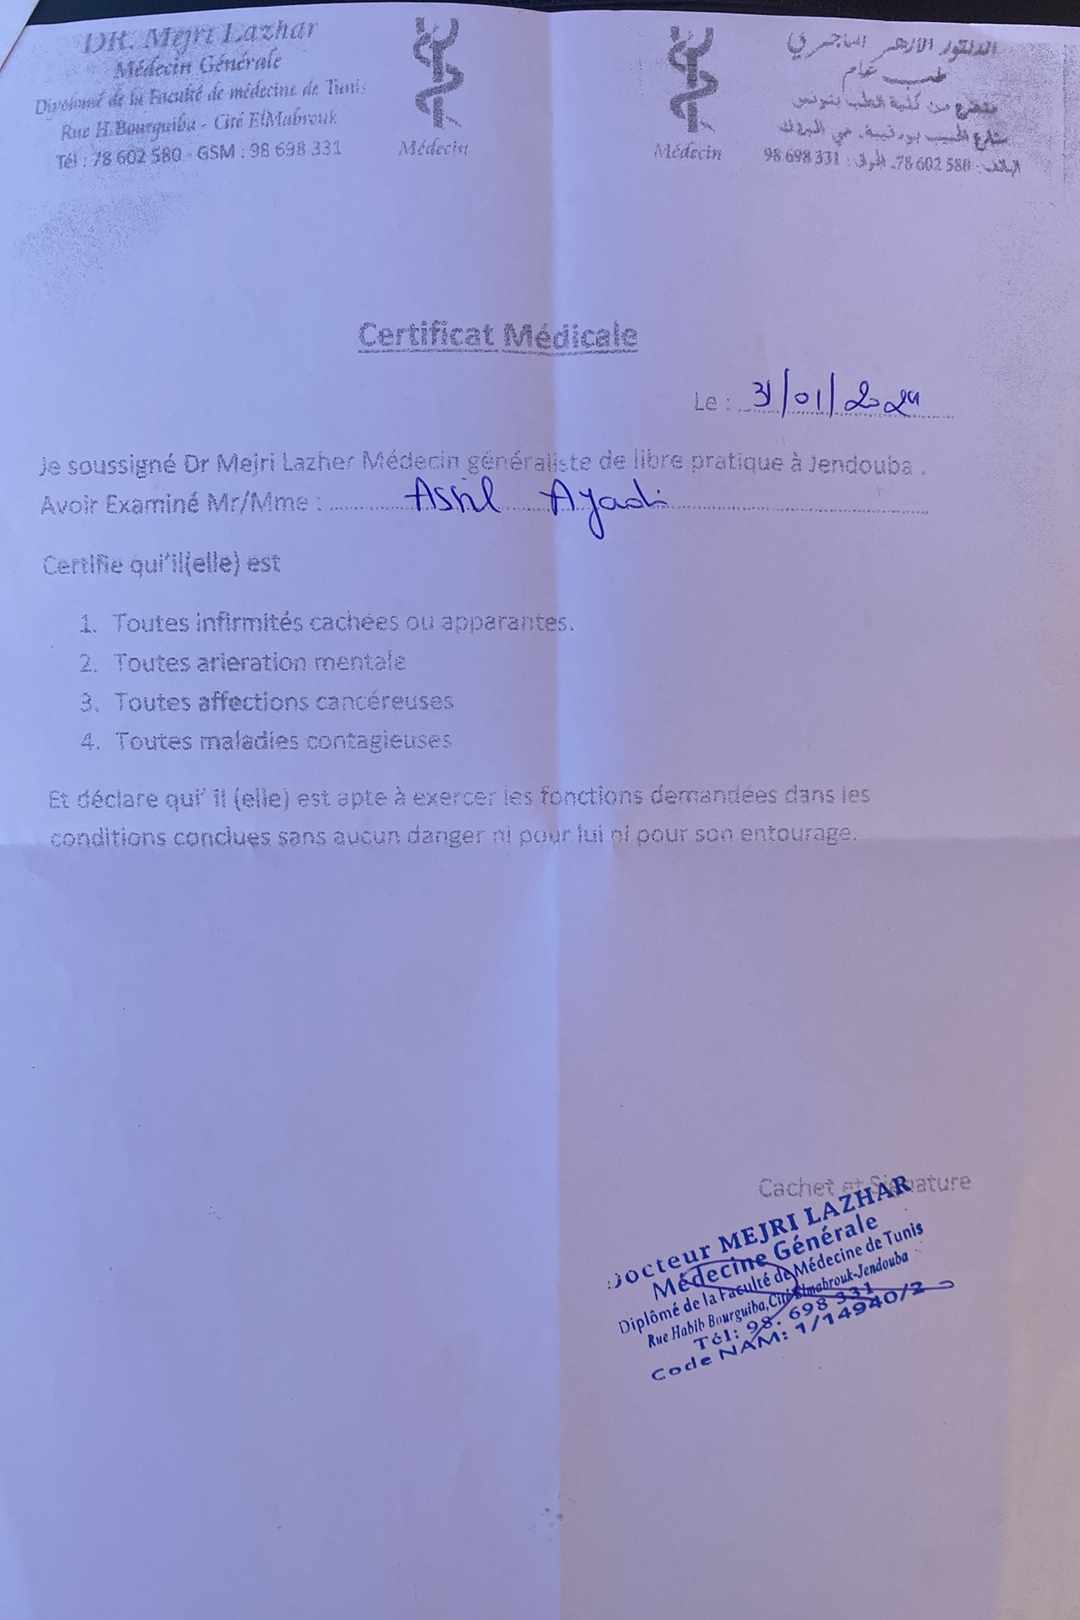 DR. Mejri Lazhar
Médecin Générale
Diplômé de la Faculté de médecine de Tunis
Rue H.Bourguiba - Cité ElMabrouk
Tél : 78 602 580 - GSM : 98 698 331
Médecin
Médecin
الدكتور الازهر الماجري
طب عام
متخرج من كلية الطب بتونس
شارع الحبيب بورقيبة، حي المبروك
الهاتف : 78 602 580. الجوال : 98 698 331
Certificat Médicale
Le : 31/01/2024
Je soussigné Dr Mejri Lazher Médecin généraliste de libre pratique à Jendouba .
Avoir Examiné Mr/Mme : Assil Ayadi
Certifie qui'il(elle) est
1. Toutes infirmités cachées ou apparantes.
2. Toutes arieration mentale
3. Toutes affections cancéreuses
4. Toutes maladies contagieuses
Et déclare qui' il (elle) est apte à exercer les fonctions demandées dans les
conditions conclues sans aucun danger ni pour lui ni pour son entourage.
Cachet et Signature
Docteur MEJRI LAZHAR
Médecine Générale
Diplômé de la Faculté de Médecine de Tunis
Rue Habib Bourguiba,Cité Elmabrouk-Jendouba
Tél: 98. 698 331
Code NAM: 1/14940/2